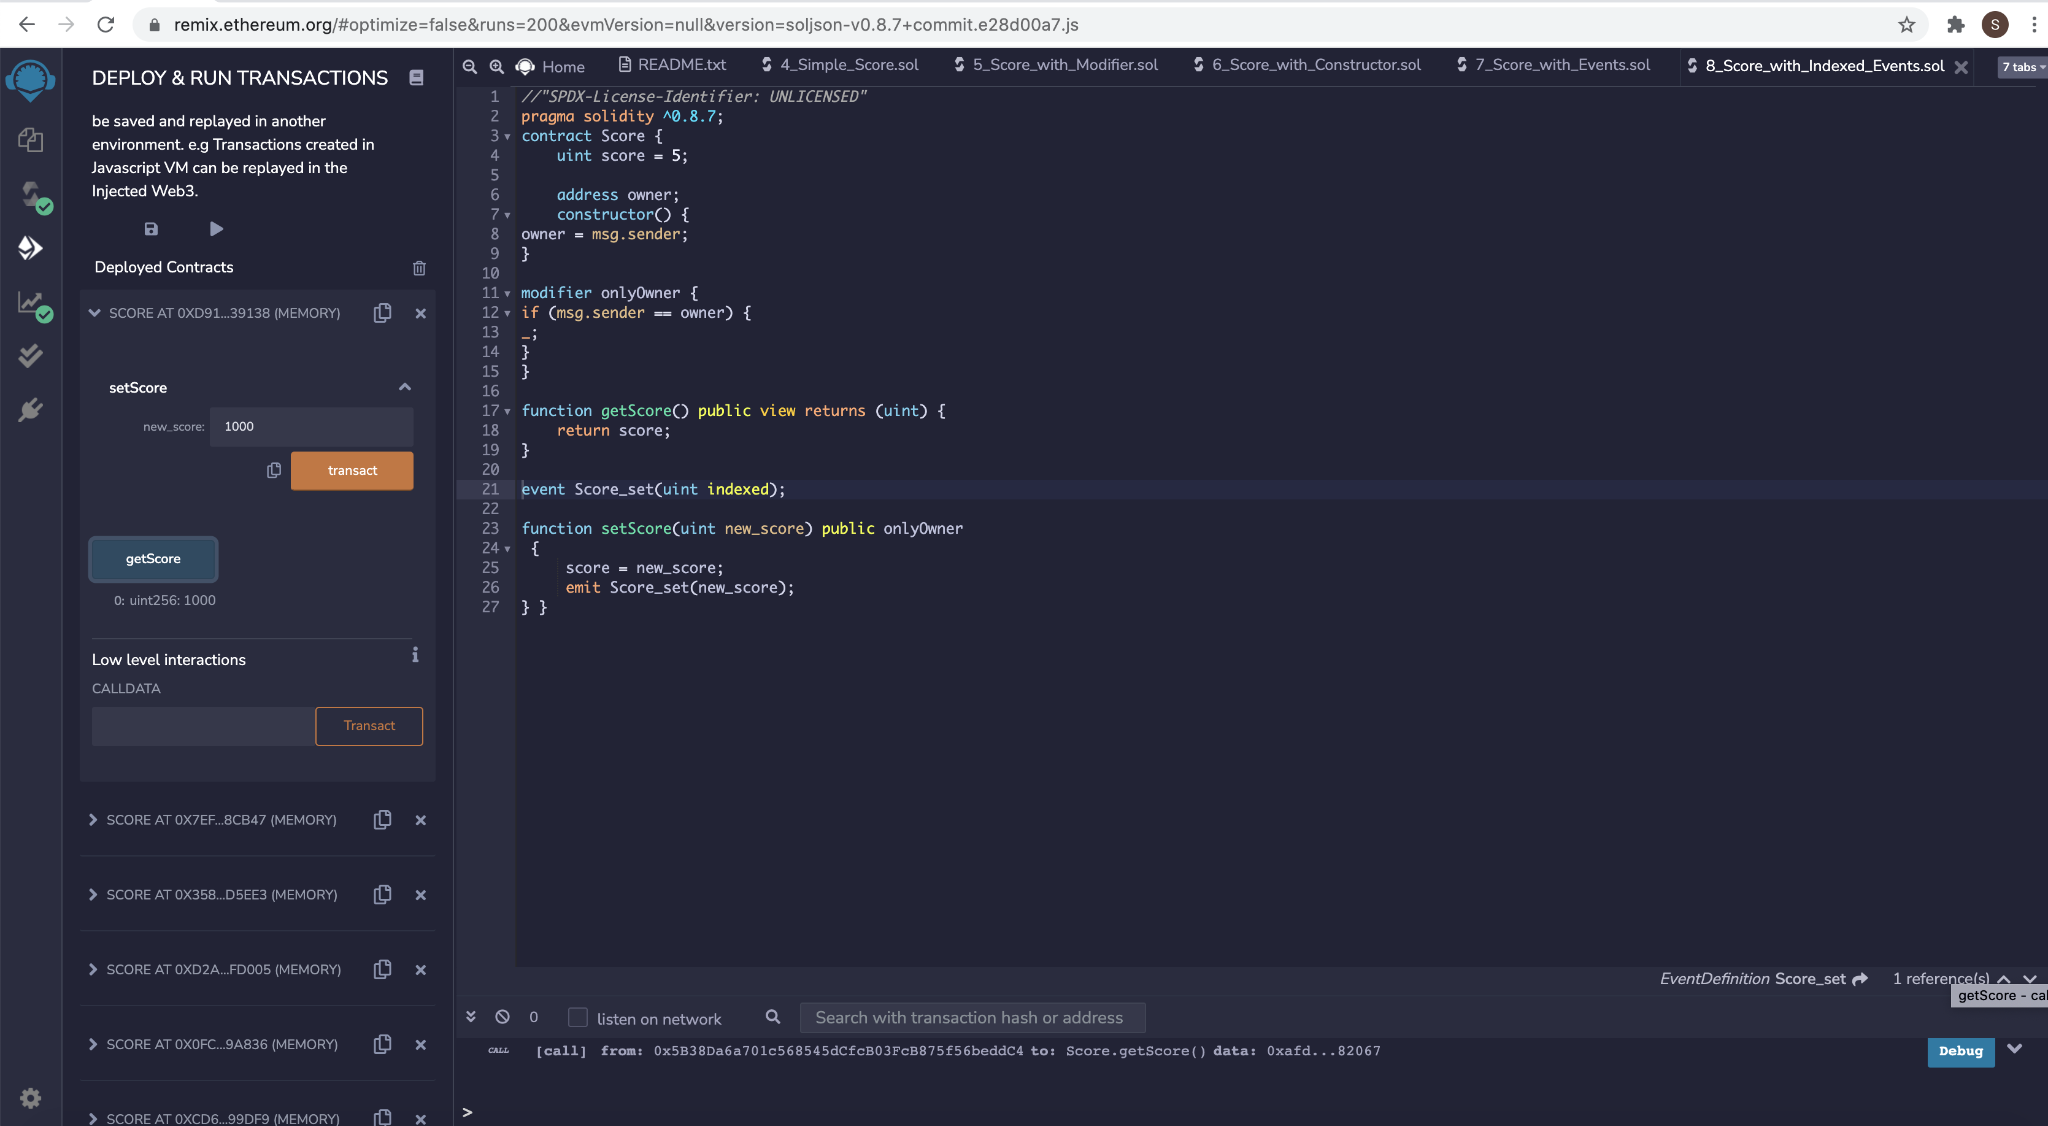 remix.ethereum.org/#optimize=false&runs=200&evmVersion=null&version=soljson-v0.8.7+commit.e28d00a7.js
S
DEPLOY & RUN TRANSACTIONS
be saved and replayed in another
environment. e.g Transactions created in
Javascript VM can be replayed in the
Injected Web3.
Deployed Contracts
SCORE AT 0XD91...39138 (MEMORY)
setScore
new_score: 1000
transact
getScore
0: uint256: 1000
Low level interactions
i
CALLDATA
Transact
SCORE AT 0X7EF...8CB47 (MEMORY)
SCORE AT 0X358...D5EE3 (MEMORY)
SCORE AT 0XD2A...FD005 (MEMORY)
SCORE AT 0X0FC...9A836 (MEMORY)
SCORE AT 0XCD6...99DF9 (MEMORY)
Home README.txt 4_Simple_Score.sol 5_Score_with_Modifier.sol 6_Score_with_Constructor.sol 7_Score_with_Events.sol 8_Score_with_Indexed_Events.sol 7 tabs
1 //"SPDX-License-Identifier: UNLICENSED"
2 pragma solidity ^0.8.7;
3 contract Score {
4 uint score = 5;
5
6 address owner;
7 constructor() {
8 owner = msg.sender;
9 }
10
11 modifier onlyOwner {
12 if (msg.sender == owner) {
13 _;
14 }
15 }
16
17 function getScore() public view returns (uint) {
18 return score;
19 }
20
21 event Score_set(uint indexed);
22
23 function setScore(uint new_score) public onlyOwner
24 {
25 score = new_score;
26 emit Score_set(new_score);
27 } }
EventDefinition Score_set 1 reference(s)
getScore - cal
0 listen on network Search with transaction hash or address
CALL [call] from: 0x5B38Da6a701c568545dCfcB03FcB875f56beddC4 to: Score.getScore() data: 0xafd...82067
Debug
>